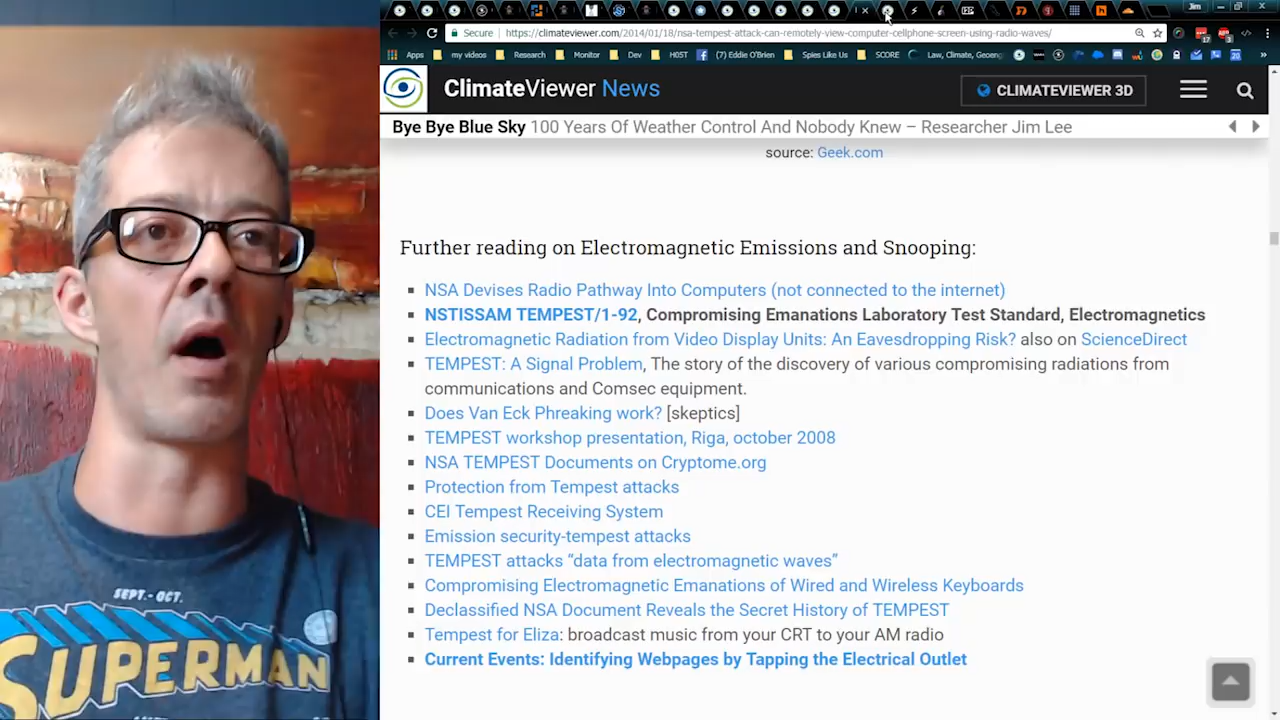 Jim
Secure
https://climateviewer.com/2014/01/18/nsa-tempest-attack-can-remotely-view-computer-cellphone-screen-using-radio-waves/
Apps my videos Research Monitor Dev H0ST (7) Eddie O'Brien Spies Like Us SCORE Law, Climate, Geoeng
ClimateViewer News
CLIMATEVIEWER 3D
Bye Bye Blue Sky 100 Years Of Weather Control And Nobody Knew – Researcher Jim Lee
source: Geek.com
Further reading on Electromagnetic Emissions and Snooping:
NSA Devises Radio Pathway Into Computers (not connected to the internet)
NSTISSAM TEMPEST/1-92, Compromising Emanations Laboratory Test Standard, Electromagnetics
Electromagnetic Radiation from Video Display Units: An Eavesdropping Risk? also on ScienceDirect
TEMPEST: A Signal Problem, The story of the discovery of various compromising radiations from
communications and Comsec equipment.
Does Van Eck Phreaking work? [skeptics]
TEMPEST workshop presentation, Riga, october 2008
NSA TEMPEST Documents on Cryptome.org
Protection from Tempest attacks
CEI Tempest Receiving System
Emission security-tempest attacks
TEMPEST attacks “data from electromagnetic waves”
Compromising Electromagnetic Emanations of Wired and Wireless Keyboards
Declassified NSA Document Reveals the Secret History of TEMPEST
Tempest for Eliza: broadcast music from your CRT to your AM radio
Current Events: Identifying Webpages by Tapping the Electrical Outlet
SEPT.-OCT.
SUPERMAN